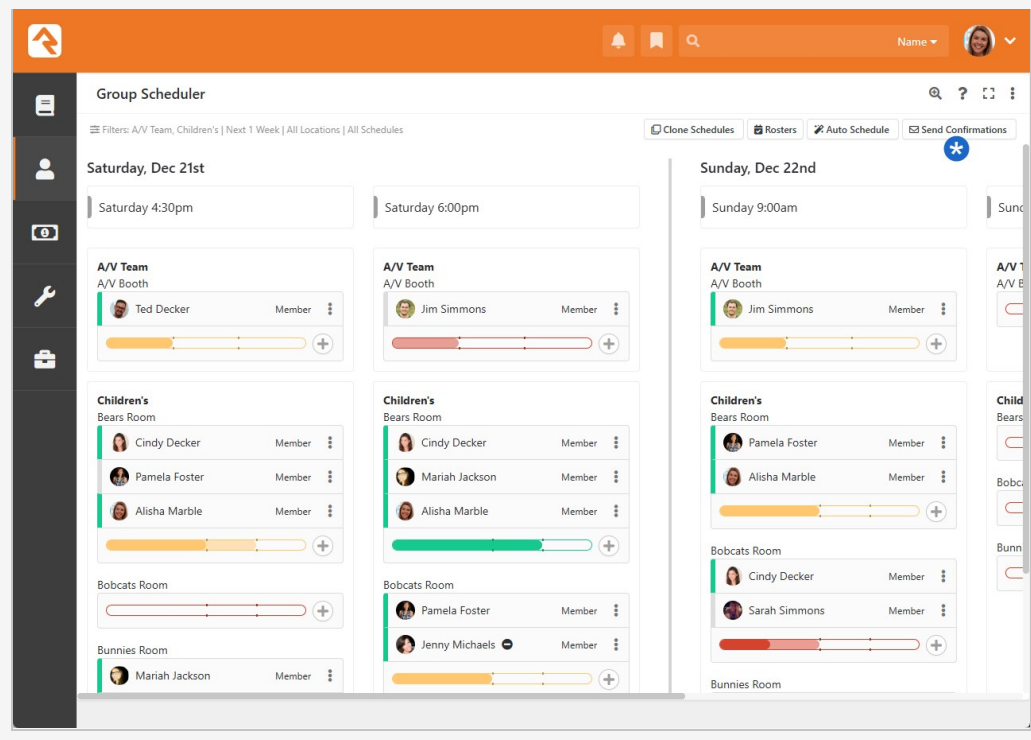 Name
Group Scheduler
?
Filters: A/V Team, Children's | Next 1 Week | All Locations | All Schedules
Clone Schedules
Rosters
Auto Schedule
Send Confirmations
Saturday, Dec 21st
Sunday, Dec 22nd
Saturday 4:30pm
Saturday 6:00pm
Sunday 9:00am
A/V Team
A/V Booth
Ted Decker Member
A/V Team
A/V Booth
Jim Simmons Member
A/V Team
A/V Booth
Jim Simmons Member
Children's
Bears Room
Cindy Decker Member
Pamela Foster Member
Alisha Marble Member
Bobcats Room
Bunnies Room
Mariah Jackson Member
Children's
Bears Room
Cindy Decker Member
Mariah Jackson Member
Alisha Marble Member
Bobcats Room
Pamela Foster Member
Jenny Michaels Member
Children's
Bears Room
Pamela Foster Member
Alisha Marble Member
Bobcats Room
Cindy Decker Member
Sarah Simmons Member
Bunnies Room
A/V
Child
Bears